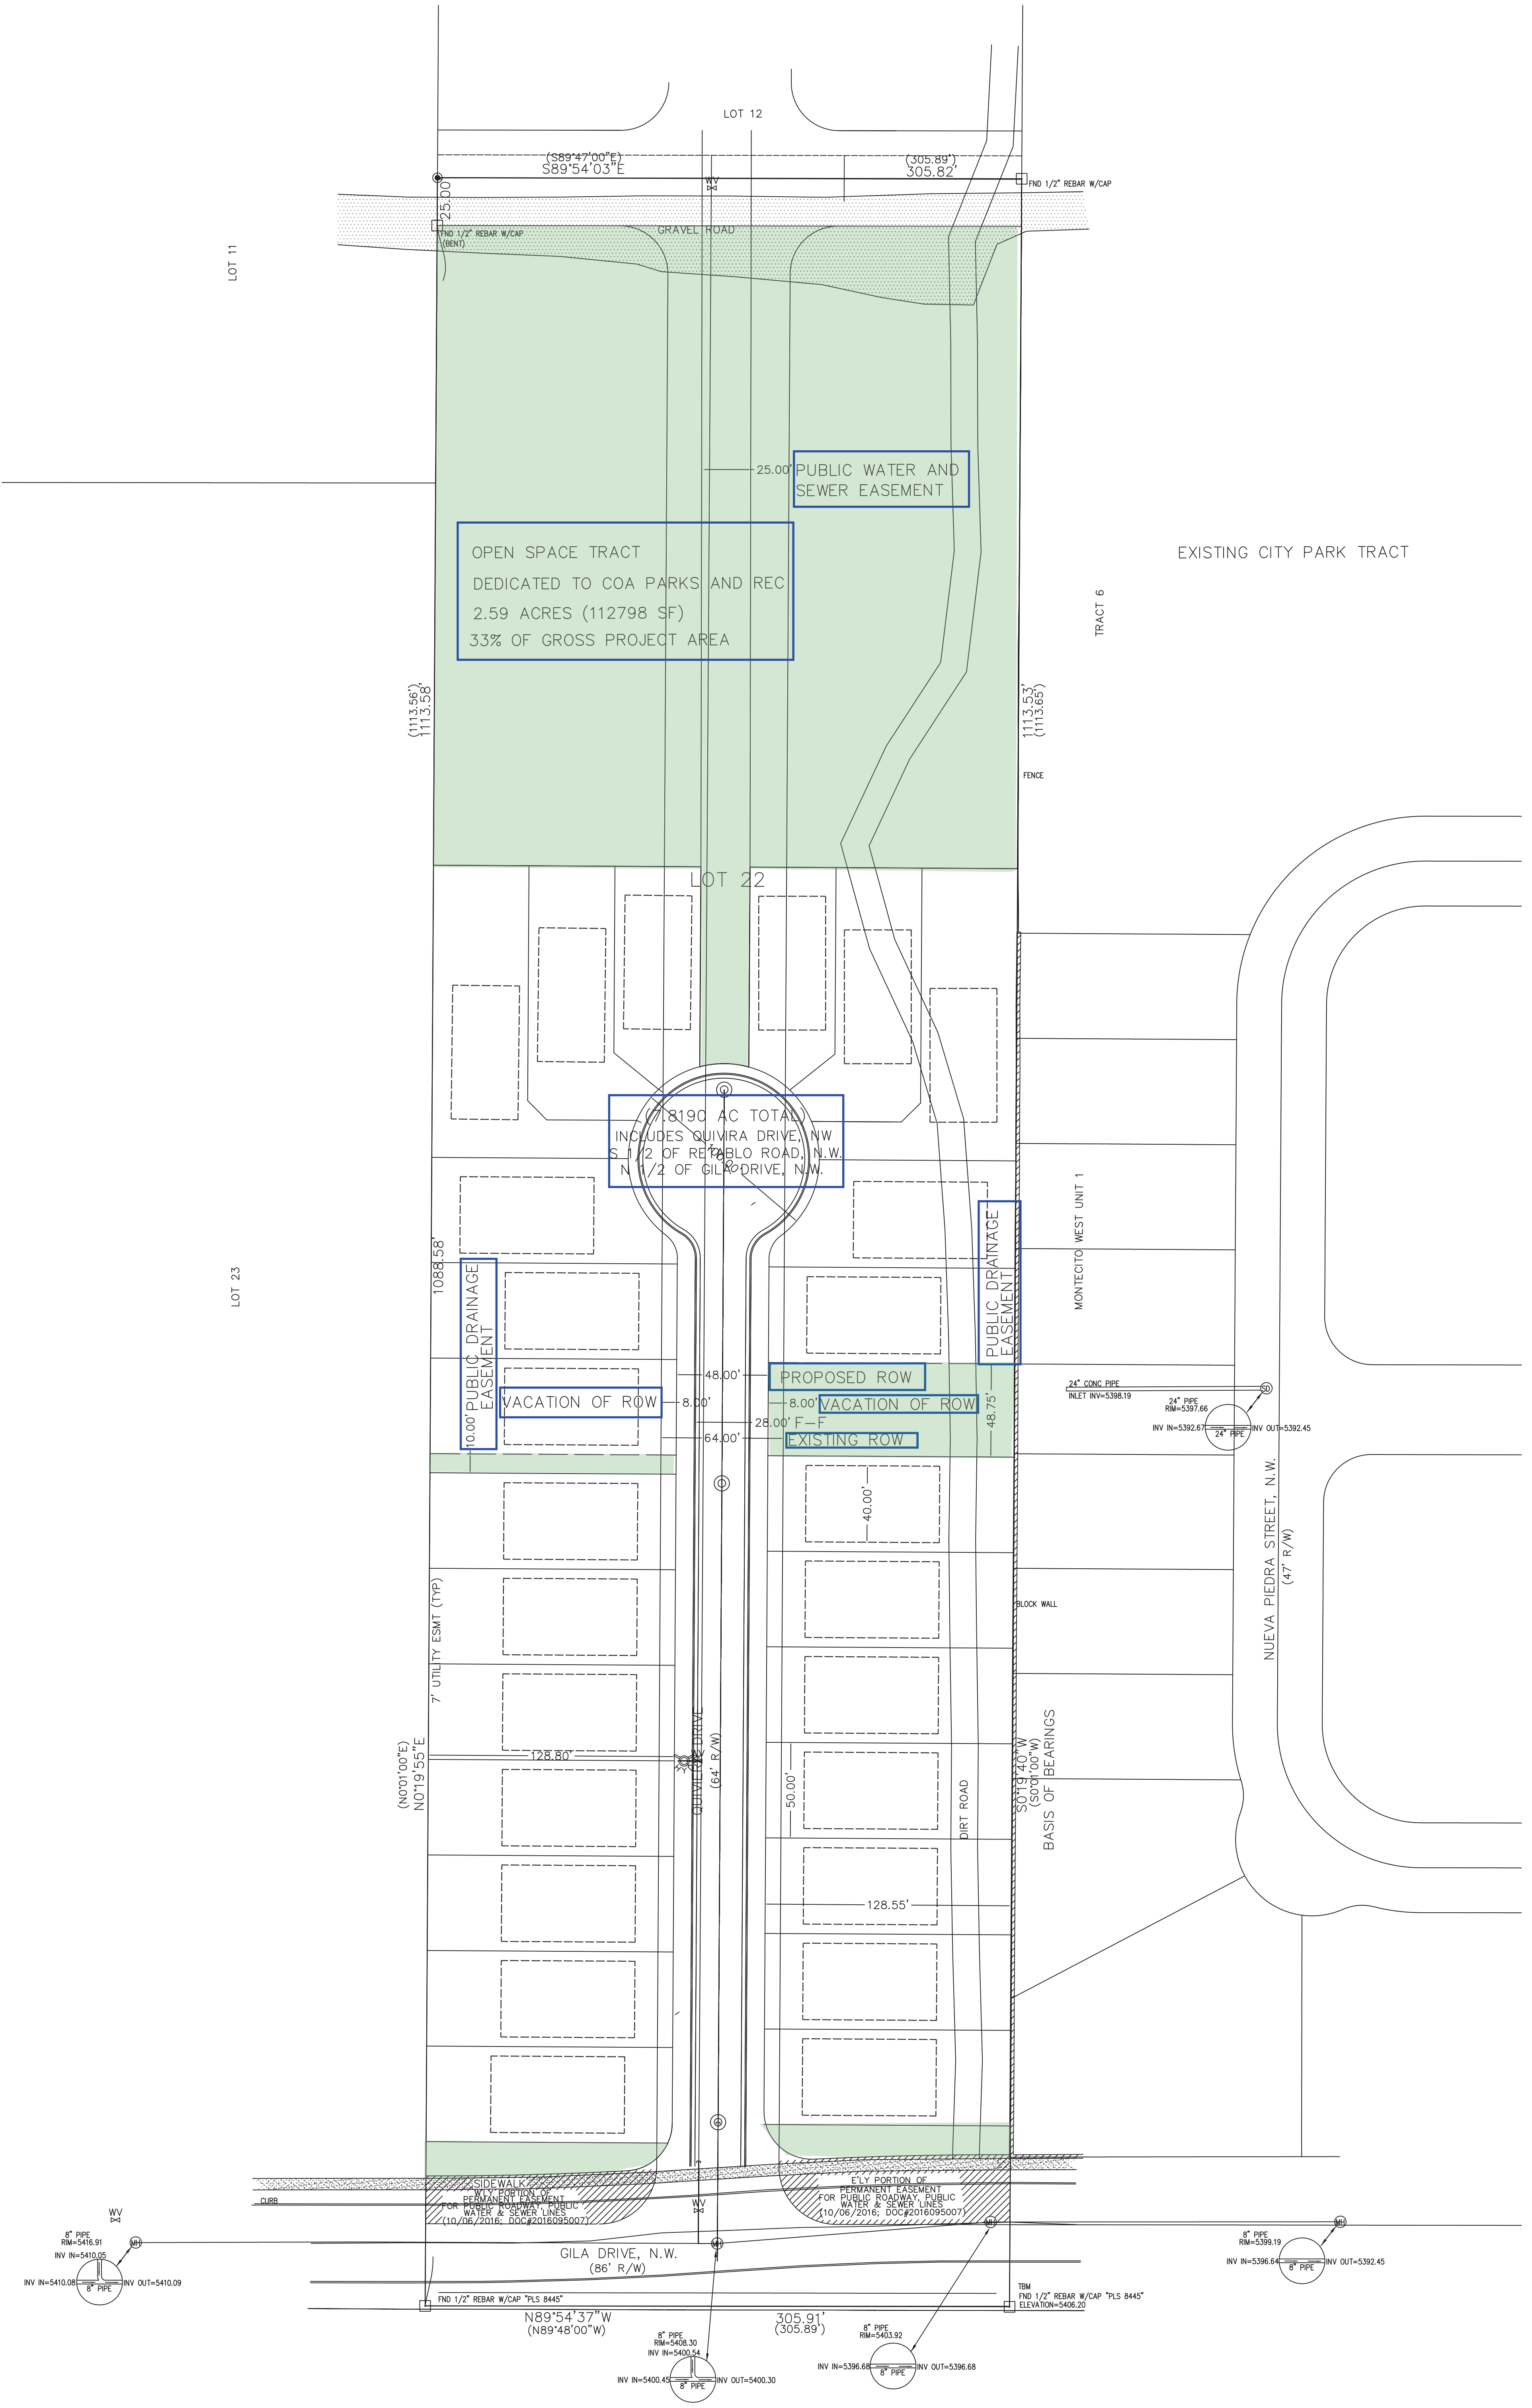 LOT 12
(S89°47'00"E)
S89°54'03"E
(305.89')
305.82'
WV
FND 1/2" REBAR W/CAP
25.00
FND 1/2" REBAR W/CAP
(BENT)
GRAVEL ROAD
LOT 11
25.00' PUBLIC WATER AND
SEWER EASEMENT
OPEN SPACE TRACT
DEDICATED TO COA PARKS AND REC
2.59 ACRES (112798 SF)
33% OF GROSS PROJECT AREA
EXISTING CITY PARK TRACT
TRACT 6
(1113.56')
1113.58'
1113.53'
(1113.65')
FENCE
LOT 22
(7.8190 AC TOTAL)
INCLUDES QUIVIRA DRIVE, NW
S 1/2 OF RETABLO ROAD, N.W.
N 1/2 OF GILA DRIVE, N.W.
LOT 23
1088.58'
10.00' PUBLIC DRAINAGE
EASEMENT
PUBLIC DRAINAGE
EASEMENT
MONTECITO WEST UNIT 1
48.00'
PROPOSED ROW
VACATION OF ROW
8.00'
8.00'
VACATION OF ROW
28.00' F-F
64.00'
EXISTING ROW
48.75'
24" CONC PIPE
INLET INV=5398.19
SD
24" PIPE
RIM=5397.66
INV IN=5392.67
INV OUT=5392.45
24" PIPE
40.00'
NUEVA PIEDRA STREET, N.W.
(47' R/W)
7' UTILITY ESMT (TYP)
BLOCK WALL
(N0°01'00"E)
N0°19'55"E
128.80'
QUIVIERA DRIVE
(64' R/W)
50.00'
DIRT ROAD
S0°19'40"W
(S0°01'00"W)
BASIS OF BEARINGS
128.55'
SIDEWALK
W'LY PORTION OF
PERMANENT EASEMENT
FOR PUBLIC ROADWAY, PUBLIC
WATER & SEWER LINES
(10/06/2016; DOC#2016095007)
E'LY PORTION OF
PERMANENT EASEMENT
FOR PUBLIC ROADWAY, PUBLIC
WATER & SEWER LINES
(10/06/2016; DOC#2016095007)
CURB
WV
WV
8" PIPE
RIM=5416.91
INV IN=5410.05
MH
INV IN=5410.08
INV OUT=5410.09
8" PIPE
GILA DRIVE, N.W.
(86' R/W)
MH
MH
MH
8" PIPE
RIM=5399.19
INV IN=5396.64
INV OUT=5392.45
8" PIPE
FND 1/2" REBAR W/CAP "PLS 8445"
TBM
FND 1/2" REBAR W/CAP "PLS 8445"
ELEVATION=5406.20
N89°54'37"W
(N89°48'00"W)
305.91'
(305.89')
8" PIPE
RIM=5408.30
INV IN=5400.54
INV IN=5400.45
INV OUT=5400.30
8" PIPE
8" PIPE
RIM=5403.92
INV IN=5396.68
INV OUT=5396.68
8" PIPE